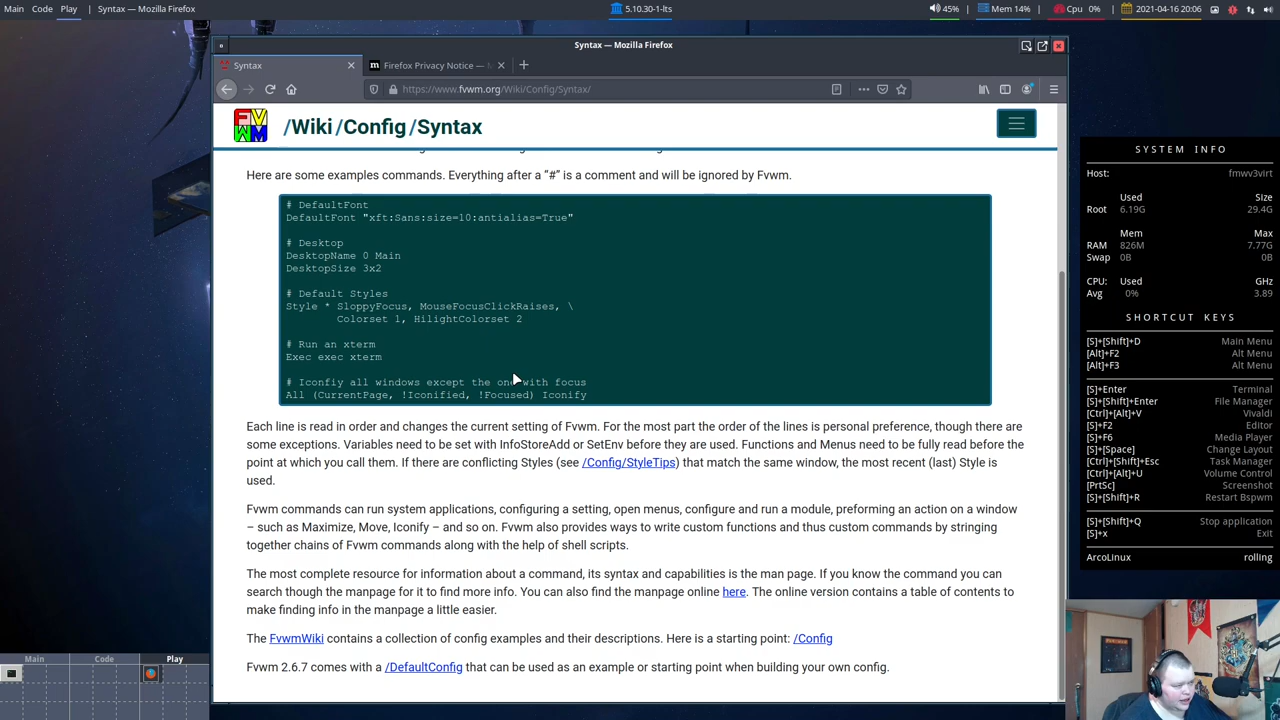 Main Code Play | Syntax — Mozilla Firefox
5.10.30-1-lts
45% Mem 14% Cpu 0% 2021-04-16 20:06
Syntax — Mozilla Firefox
Syntax
Firefox Privacy Notice —
https://www.fvwm.org/Wiki/Config/Syntax/
FVWM
/Wiki/Config/Syntax
Here are some examples commands. Everything after a “#” is a comment and will be ignored by Fvwm.
# DefaultFont
DefaultFont "xft:Sans:size=10:antialias=True"
# Desktop
DesktopName 0 Main
DesktopSize 3x2
# Default Styles
Style * SloppyFocus, MouseFocusClickRaises, \
Colorset 1, HilightColorset 2
# Run an xterm
Exec exec xterm
# Iconfiy all windows except the one with focus
All (CurrentPage, !Iconified, !Focused) Iconify
Each line is read in order and changes the current setting of Fvwm. For the most part the order of the lines is personal preference, though there are
some exceptions. Variables need to be set with InfoStoreAdd or SetEnv before they are used. Functions and Menus need to be fully read before the
point at which you call them. If there are conflicting Styles (see /Config/StyleTips) that match the same window, the most recent (last) Style is
used.
Fvwm commands can run system applications, configuring a setting, open menus, configure and run a module, preforming an action on a window
– such as Maximize, Move, Iconify – and so on. Fvwm also provides ways to write custom functions and thus custom commands by stringing
together chains of Fvwm commands along with the help of shell scripts.
The most complete resource for information about a command, its syntax and capabilities is the man page. If you know the command you can
search though the manpage for it to find more info. You can also find the manpage online here. The online version contains a table of contents to
make finding info in the manpage a little easier.
The FvwmWiki contains a collection of config examples and their descriptions. Here is a starting point: /Config
Fvwm 2.6.7 comes with a /DefaultConfig that can be used as an example or starting point when building your own config.
SYSTEM INFO
Host: fmwv3virt
Used Size
Root 6.19G 29.4G
Mem Max
RAM 826M 7.77G
Swap 0B 0B
CPU: Used GHz
Avg 0% 3.89
SHORTCUT KEYS
[S]+[Shift]+D Main Menu
[Alt]+F2 Alt Menu
[Alt]+F3 Alt Menu
[S]+Enter Terminal
[S]+[Shift]+Enter File Manager
[Ctrl]+[Alt]+V Vivaldi
[S]+F2 Editor
[S]+F6 Media Player
[S]+[Space] Change Layout
[Ctrl]+[Shift]+Esc Task Manager
[Ctrl]+[Alt]+U Volume Control
[PrtSc] Screenshot
[S]+[Shift]+R Restart Bspwm
[S]+[Shift]+Q Stop application
[S]+x Exit
ArcoLinux rolling
Main Code Play